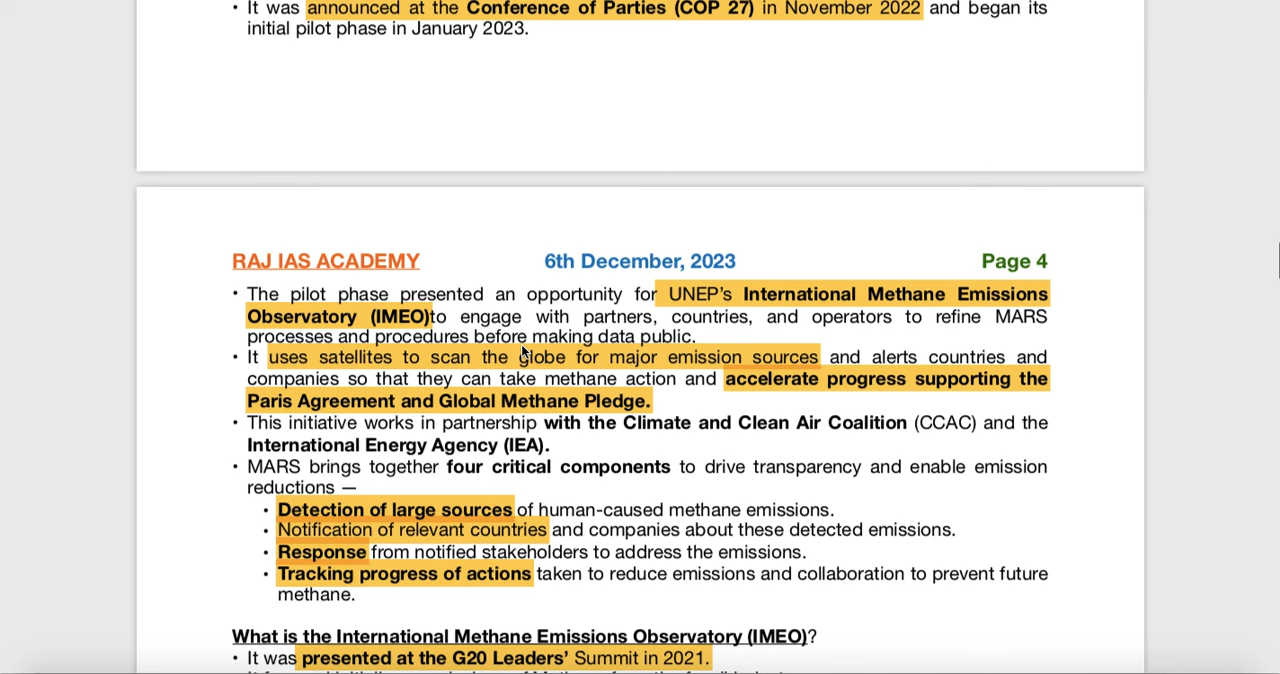 • It was announced at the Conference of Parties (COP 27) in November 2022 and began its
initial pilot phase in January 2023.
RAJ IAS ACADEMY 6th December, 2023 Page 4
• The pilot phase presented an opportunity for UNEP’s International Methane Emissions
Observatory (IMEO)to engage with partners, countries, and operators to refine MARS
processes and procedures before making data public.
• It uses satellites to scan the globe for major emission sources and alerts countries and
companies so that they can take methane action and accelerate progress supporting the
Paris Agreement and Global Methane Pledge.
• This initiative works in partnership with the Climate and Clean Air Coalition (CCAC) and the
International Energy Agency (IEA).
• MARS brings together four critical components to drive transparency and enable emission
reductions —
• Detection of large sources of human-caused methane emissions.
• Notification of relevant countries and companies about these detected emissions.
• Response from notified stakeholders to address the emissions.
• Tracking progress of actions taken to reduce emissions and collaboration to prevent future
methane.
What is the International Methane Emissions Observatory (IMEO)?
• It was presented at the G20 Leaders’ Summit in 2021.